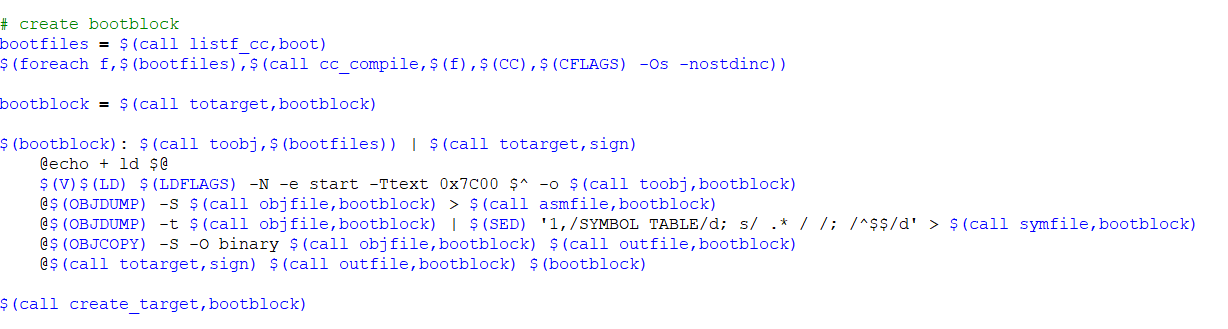 # create bootblock
bootfiles = $(call listf_cc,boot)
$(foreach f,$(bootfiles),$(call cc_compile,$(f),$(CC),$(CFLAGS) -Os -nostdinc))
bootblock = $(call totarget,bootblock)
$(bootblock): $(call toobj,$(bootfiles)) | $(call totarget,sign)
@echo + ld $@
$(V)$(LD) $(LDFLAGS) -N -e start -Ttext 0x7C00 $^ -o $(call toobj,bootblock)
@$(OBJDUMP) -S $(call objfile,bootblock) > $(call asmfile,bootblock)
@$(OBJDUMP) -t $(call objfile,bootblock) | $(SED) '1,/SYMBOL TABLE/d; s/ .* / /; /^$$/d' > $(call symfile,bootblock)
@$(OBJCOPY) -S -O binary $(call objfile,bootblock) $(call outfile,bootblock)
@$(call totarget,sign) $(call outfile,bootblock) $(bootblock)
$(call create_target,bootblock)